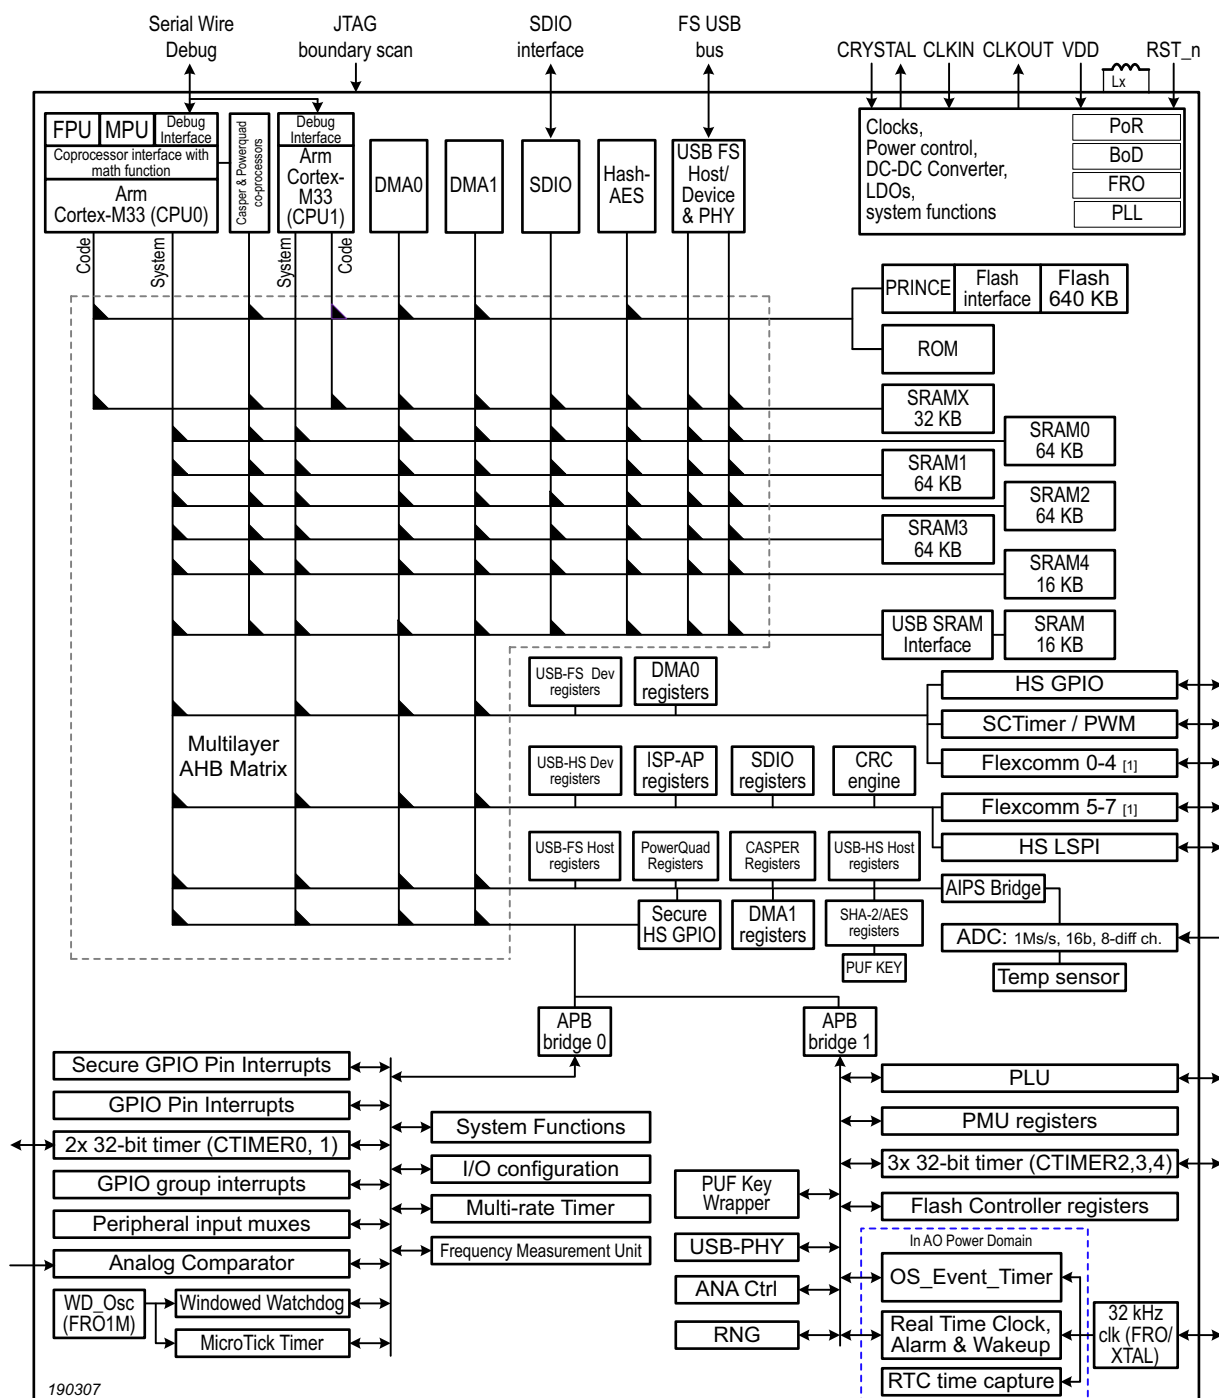 Serial Wire
Debug
JTAG
boundary scan
SDIO
interface
FS USB
bus
CRYSTAL
CLKIN
CLKOUT
VDD
RST_n
Lx
FPU
MPU
Debug
Interface
Coprocessor interface with
math function
Arm
Cortex-M33 (CPU0)
Casper & Powerquad
co-processors
Debug
Interface
Arm
Cortex-
M33
(CPU1)
DMA0
DMA1
SDIO
Hash-
AES
USB FS
Host/
Device
& PHY
Clocks,
Power control,
DC-DC Converter,
LDOs,
system functions
PoR
BoD
FRO
PLL
Code
System
System
Code
PRINCE
Flash
interface
Flash
640 KB
ROM
SRAMX
32 KB
SRAM0
64 KB
SRAM1
64 KB
SRAM2
64 KB
SRAM3
64 KB
SRAM4
16 KB
USB SRAM
Interface
SRAM
16 KB
USB-FS Dev
registers
DMA0
registers
HS GPIO
SCTimer / PWM
Flexcomm 0-4 [1]
Multilayer
AHB Matrix
USB-HS Dev
registers
ISP-AP
registers
SDIO
registers
CRC
engine
Flexcomm 5-7 [1]
HS LSPI
USB-FS Host
registers
PowerQuad
Registers
CASPER
Registers
USB-HS Host
registers
AIPS Bridge
Secure
HS GPIO
DMA1
registers
SHA-2/AES
registers
PUF KEY
ADC: 1Ms/s, 16b, 8-diff ch.
Temp sensor
APB
bridge 0
APB
bridge 1
Secure GPIO Pin Interrupts
GPIO Pin Interrupts
2x 32-bit timer (CTIMER0, 1)
GPIO group interrupts
Peripheral input muxes
Analog Comparator
WD_Osc
(FRO1M)
Windowed Watchdog
MicroTick Timer
System Functions
I/O configuration
Multi-rate Timer
Frequency Measurement Unit
PUF Key
Wrapper
USB-PHY
ANA Ctrl
RNG
PLU
PMU registers
3x 32-bit timer (CTIMER2,3,4)
Flash Controller registers
In AO Power Domain
OS_Event_Timer
Real Time Clock,
Alarm & Wakeup
RTC time capture
32 kHz
clk (FRO/
XTAL)
190307